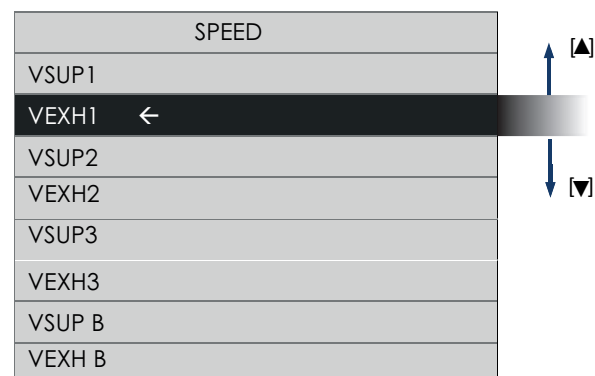 SPEED
[▲]
VSUP1
VEXH1 ←
VSUP2
VEXH2
[▼]
VSUP3
VEXH3
VSUP B
VEXH B